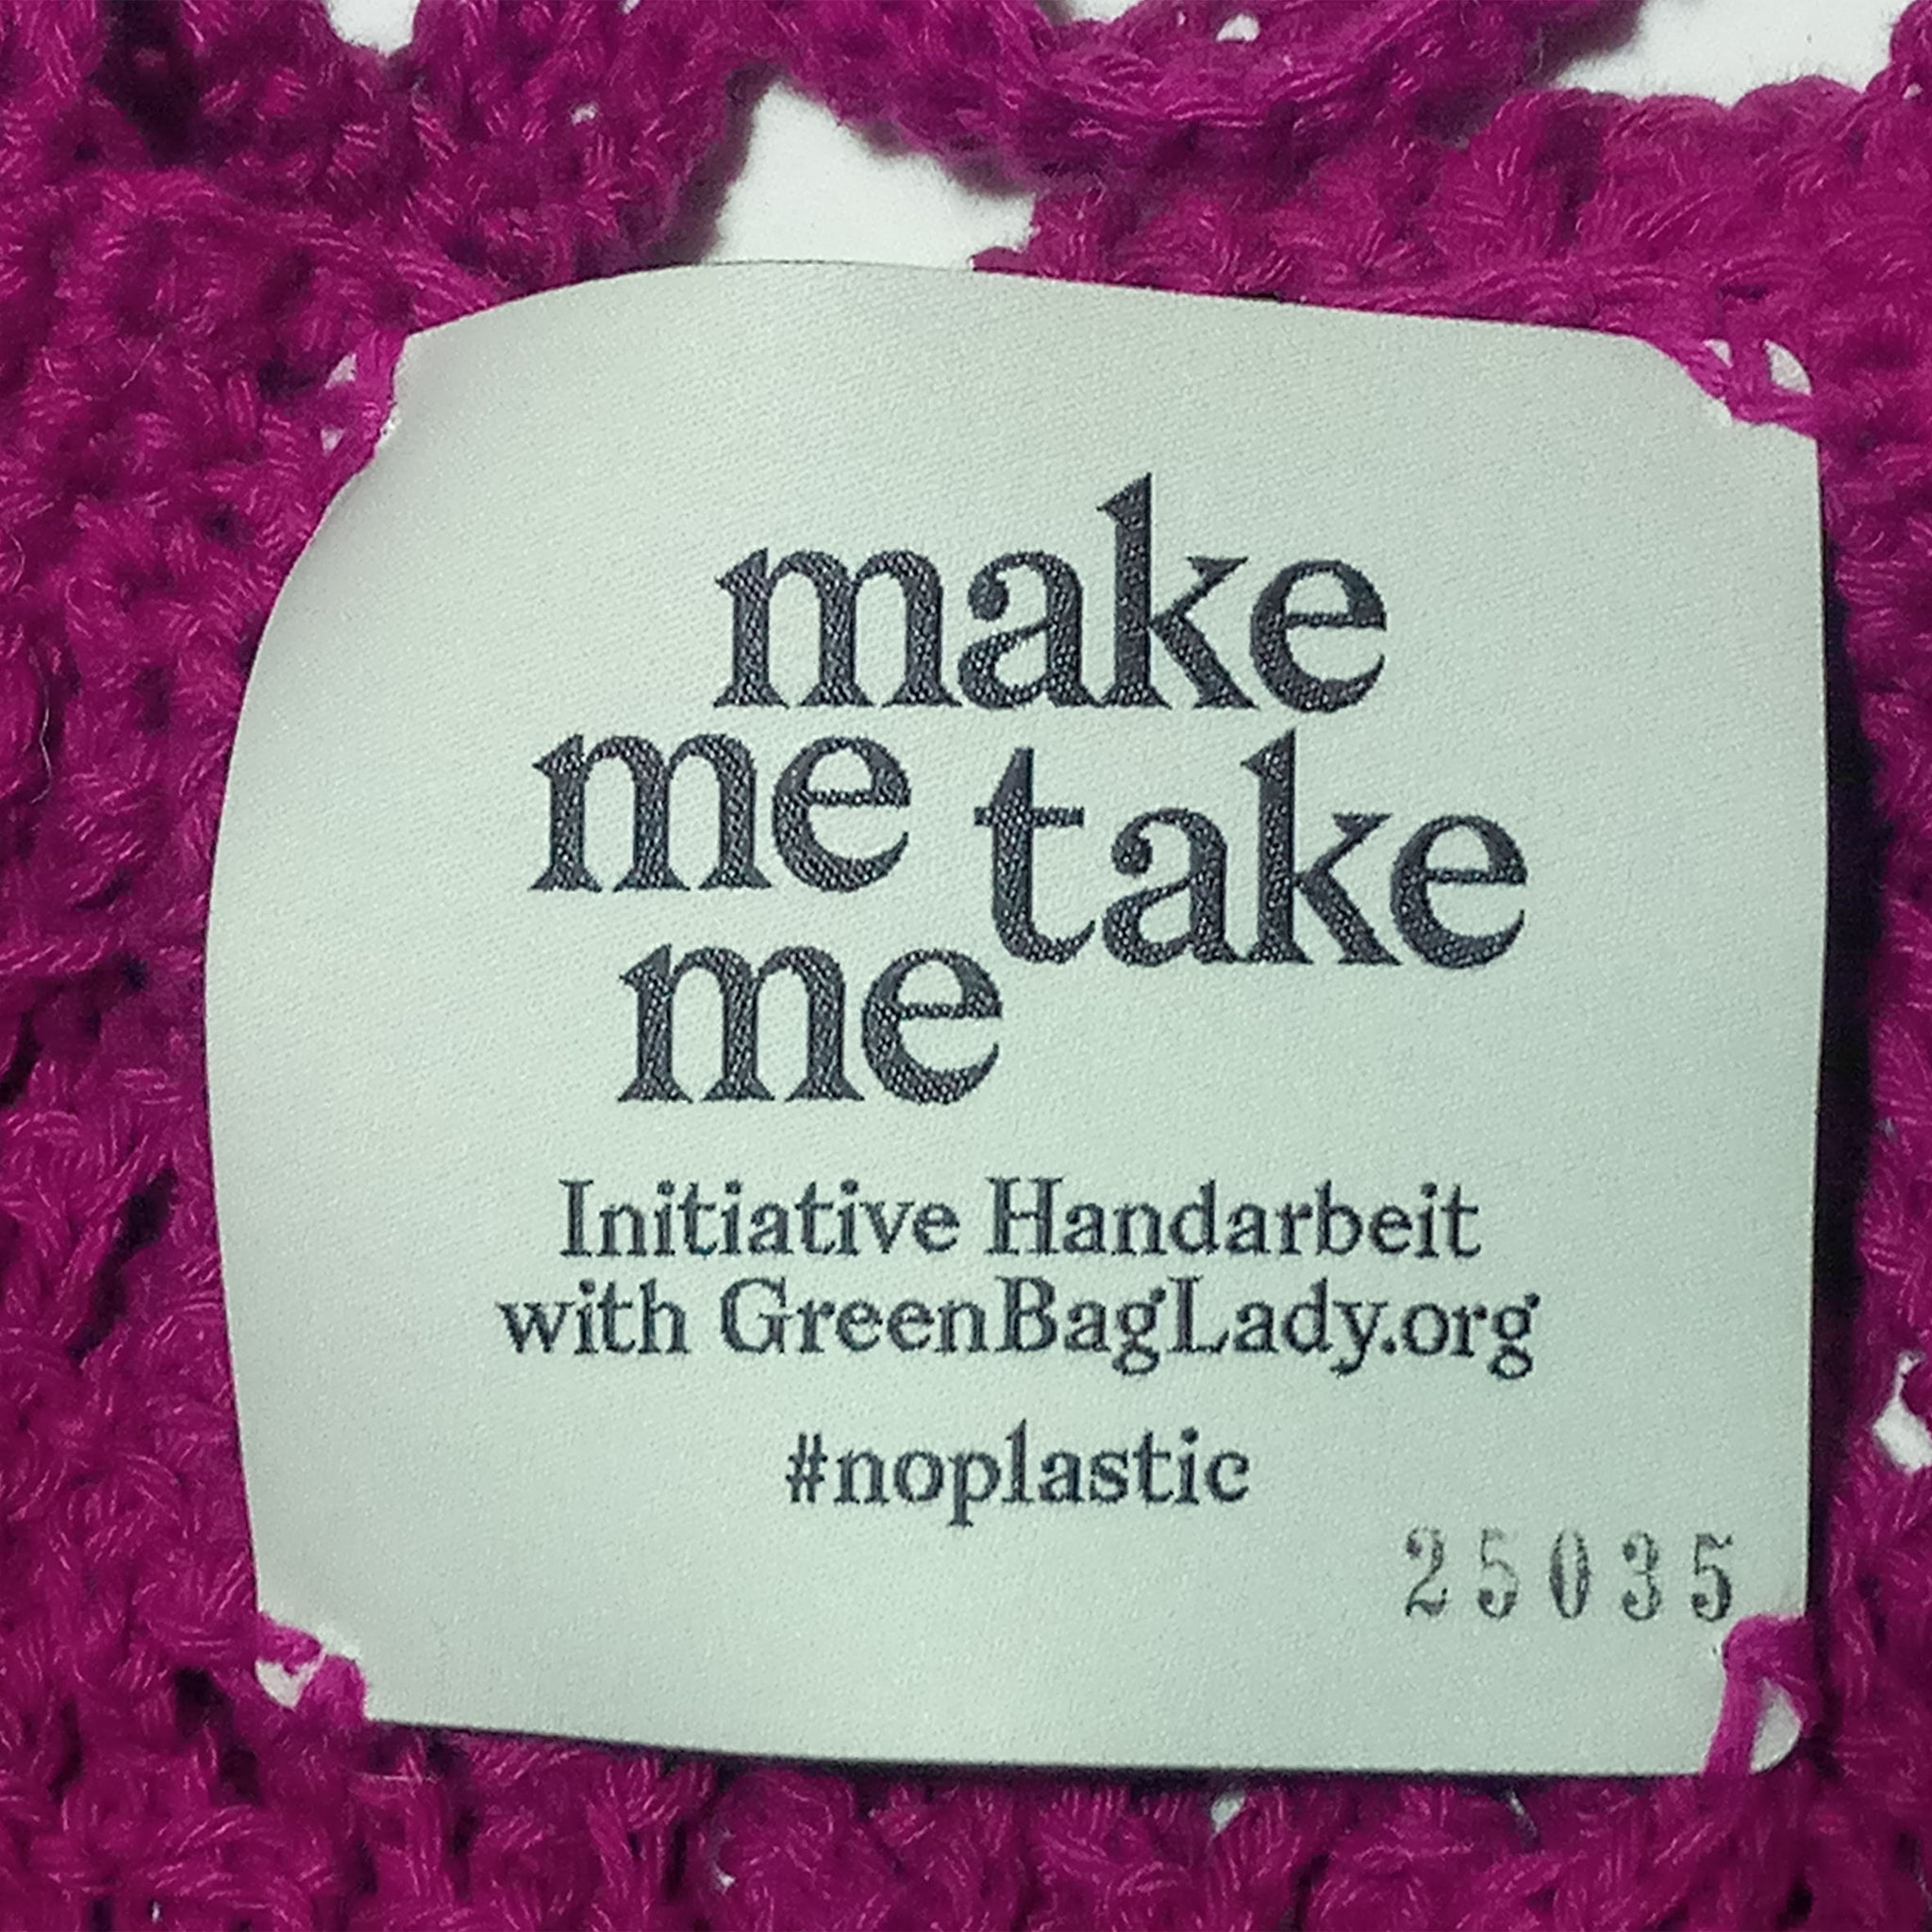 make
me take
me
Initiative Handarbeit
with GreenBagLady.org
#noplastic
25035